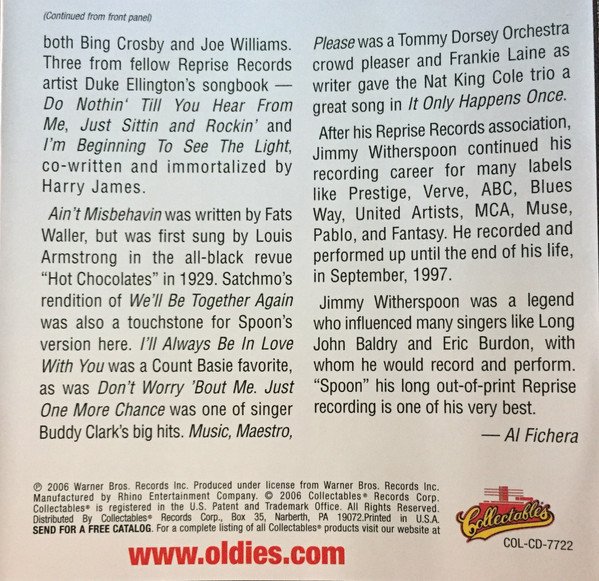 (Continued from front panel)
both Bing Crosby and Joe Williams.
Three from fellow Reprise Records
artist Duke Ellington's songbook —
Do Nothin' Till You Hear From
Me, Just Sittin and Rockin' and
I'm Beginning To See The Light,
co-written and immortalized by
Harry James.
Ain't Misbehavin was written by Fats
Waller, but was first sung by Louis
Armstrong in the all-black revue
“Hot Chocolates” in 1929. Satchmo's
rendition of We'll Be Together Again
was also a touchstone for Spoon's
version here. I'll Always Be In Love
With You was a Count Basie favorite,
as was Don't Worry 'Bout Me. Just
One More Chance was one of singer
Buddy Clark's big hits. Music, Maestro,
Please was a Tommy Dorsey Orchestra
crowd pleaser and Frankie Laine as
writer gave the Nat King Cole trio a
great song in It Only Happens Once.
After his Reprise Records association,
Jimmy Witherspoon continued his
recording career for many labels
like Prestige, Verve, ABC, Blues
Way, United Artists, MCA, Muse,
Pablo, and Fantasy. He recorded and
performed up until the end of his life,
in September, 1997.
Jimmy Witherspoon was a legend
who influenced many singers like Long
John Baldry and Eric Burdon, with
whom he would record and perform.
“Spoon” his long out-of-print Reprise
recording is one of his very best.
— Al Fichera
℗ 2006 Warner Bros. Records Inc. Produced under license from Warner Bros. Records Inc.
Manufactured by Rhino Entertainment Company. © 2006 Collectables® Records Corp.
Collectables® is registered in the U.S. Patent and Trademark Office. All Rights Reserved.
Distributed By Collectables® Records Corp., Box 35, Narberth, PA 19072.Printed in U.S.A.
SEND FOR A FREE CATALOG. For a complete listing of all Collectables® products visit our website at
www.oldies.com
Collectables
COL-CD-7722